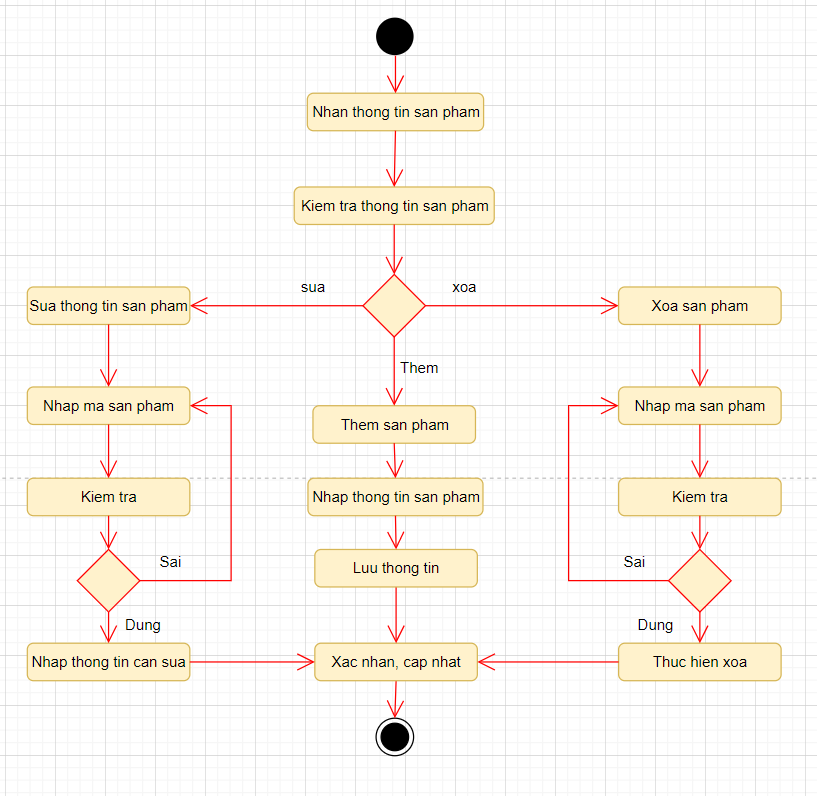 Nhan thong tin san pham
Kiem tra thong tin san pham
sua
xoa
Sua thong tin san pham
Xoa san pham
Them
Nhap ma san pham
Them san pham
Nhap ma san pham
Kiem tra
Nhap thong tin san pham
Kiem tra
Sai
Luu thong tin
Sai
Dung
Dung
Nhap thong tin can sua
Xac nhan, cap nhat
Thuc hien xoa